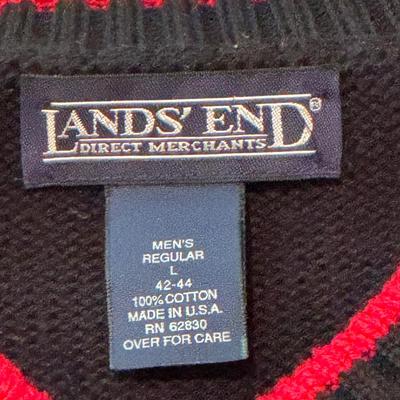 LANDS' END®
DIRECT MERCHANTS
MEN'S
REGULAR
L
42-44
100% COTTON
MADE IN U.S.A.
RN 62830
OVER FOR CARE